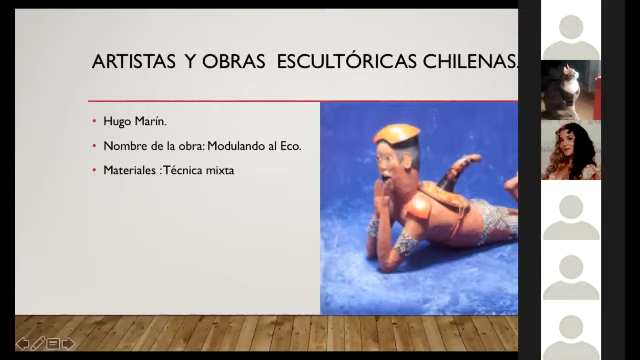 ARTISTAS Y OBRAS ESCULTÓRICAS CHILENAS.
• Hugo Marín.
• Nombre de la obra: Modulando al Eco.
• Materiales :Técnica mixta